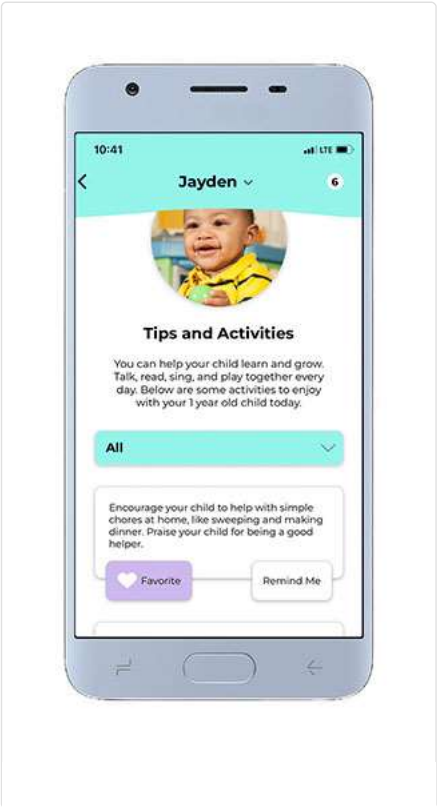 10:41
LTE
Jayden
6
Tips and Activities
You can help your child learn and grow.
Talk, read, sing, and play together every
day. Below are some activities to enjoy
with your 1 year old child today.
All
Encourage your child to help with simple
chores at home, like sweeping and making
dinner. Praise your child for being a good
helper.
Favorite
Remind Me